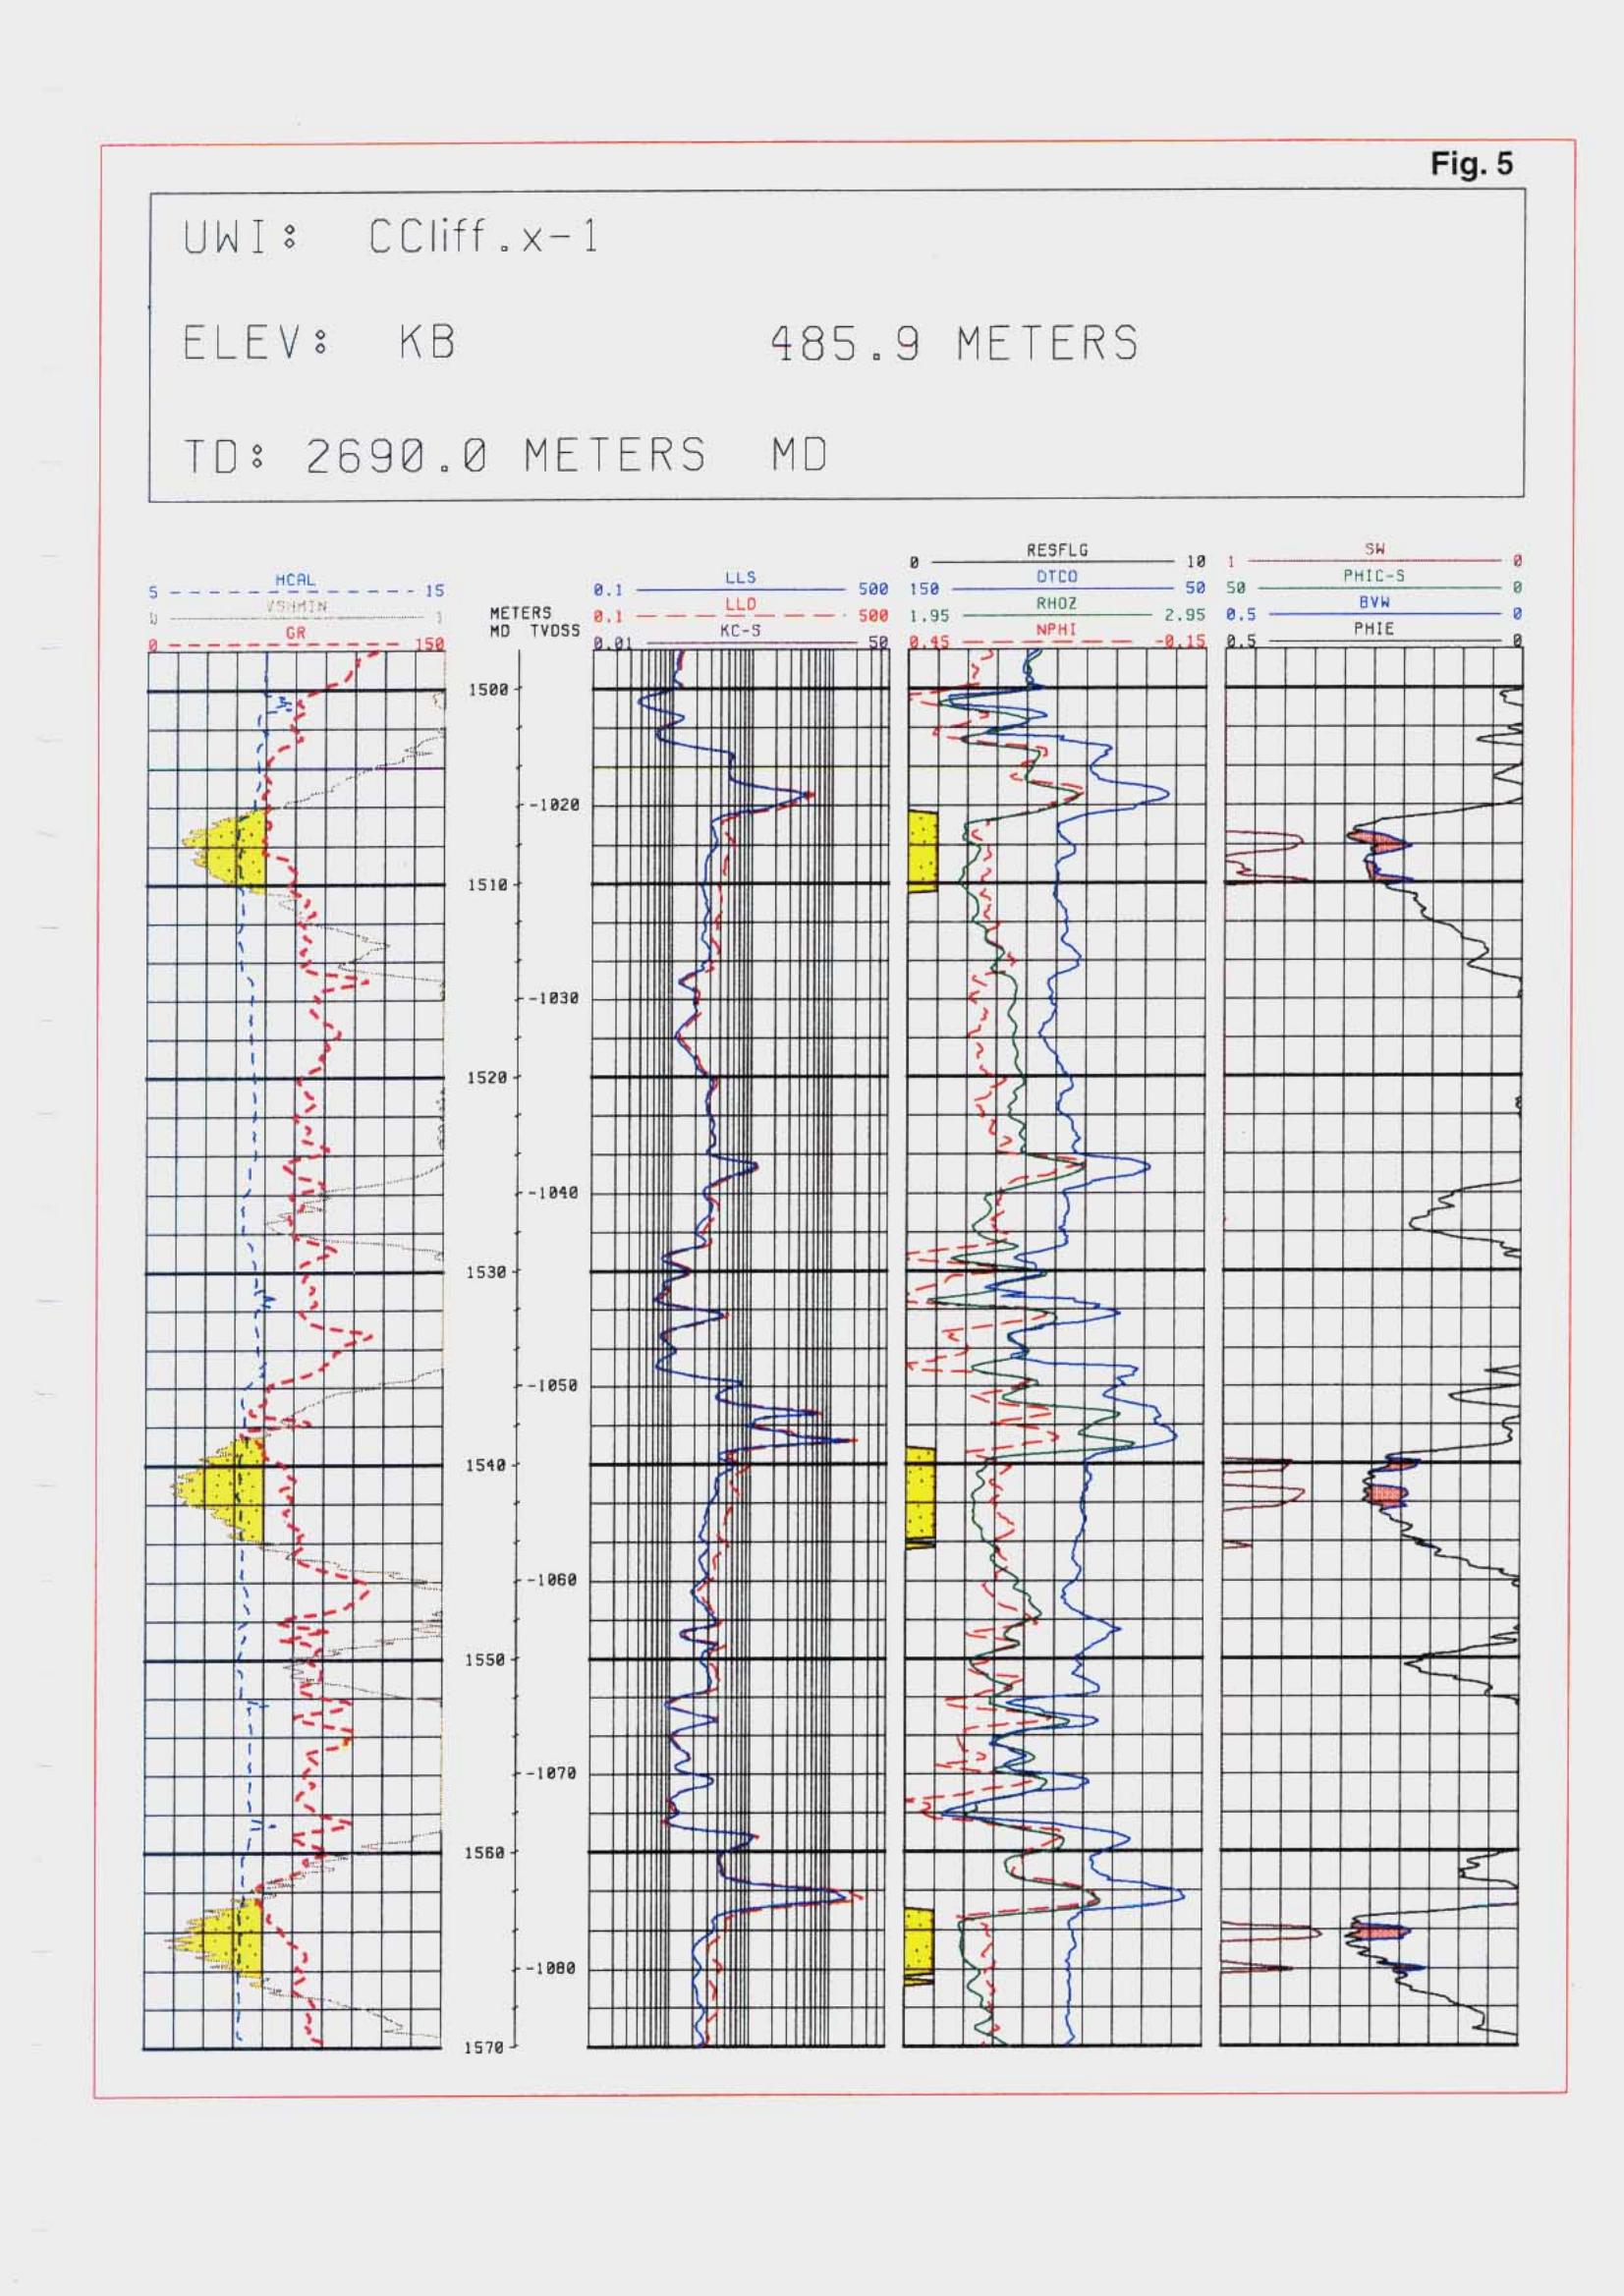 Fig. 5
UWI: CCliff.x-1
ELEV: KB 485.9 METERS
TD: 2690.0 METERS MD
0 RESFLG 10 1 SW 0
5 HCAL 15 0.1 LLS 500 150 DTCO 50 50 PHIC-S 0
0 VSHMIN 1 METERS 0.1 LLD 500 1.95 RHOZ 2.95 0.5 BVW 0
0 GR 150 MD TVDSS 0.01 KC-S 50 0.45 NPHI -0.15 0.5 PHIE 0
1500
-1020
1510
-1030
1520
-1040
1530
-1050
1540
-1060
1550
-1070
1560
-1080
1570